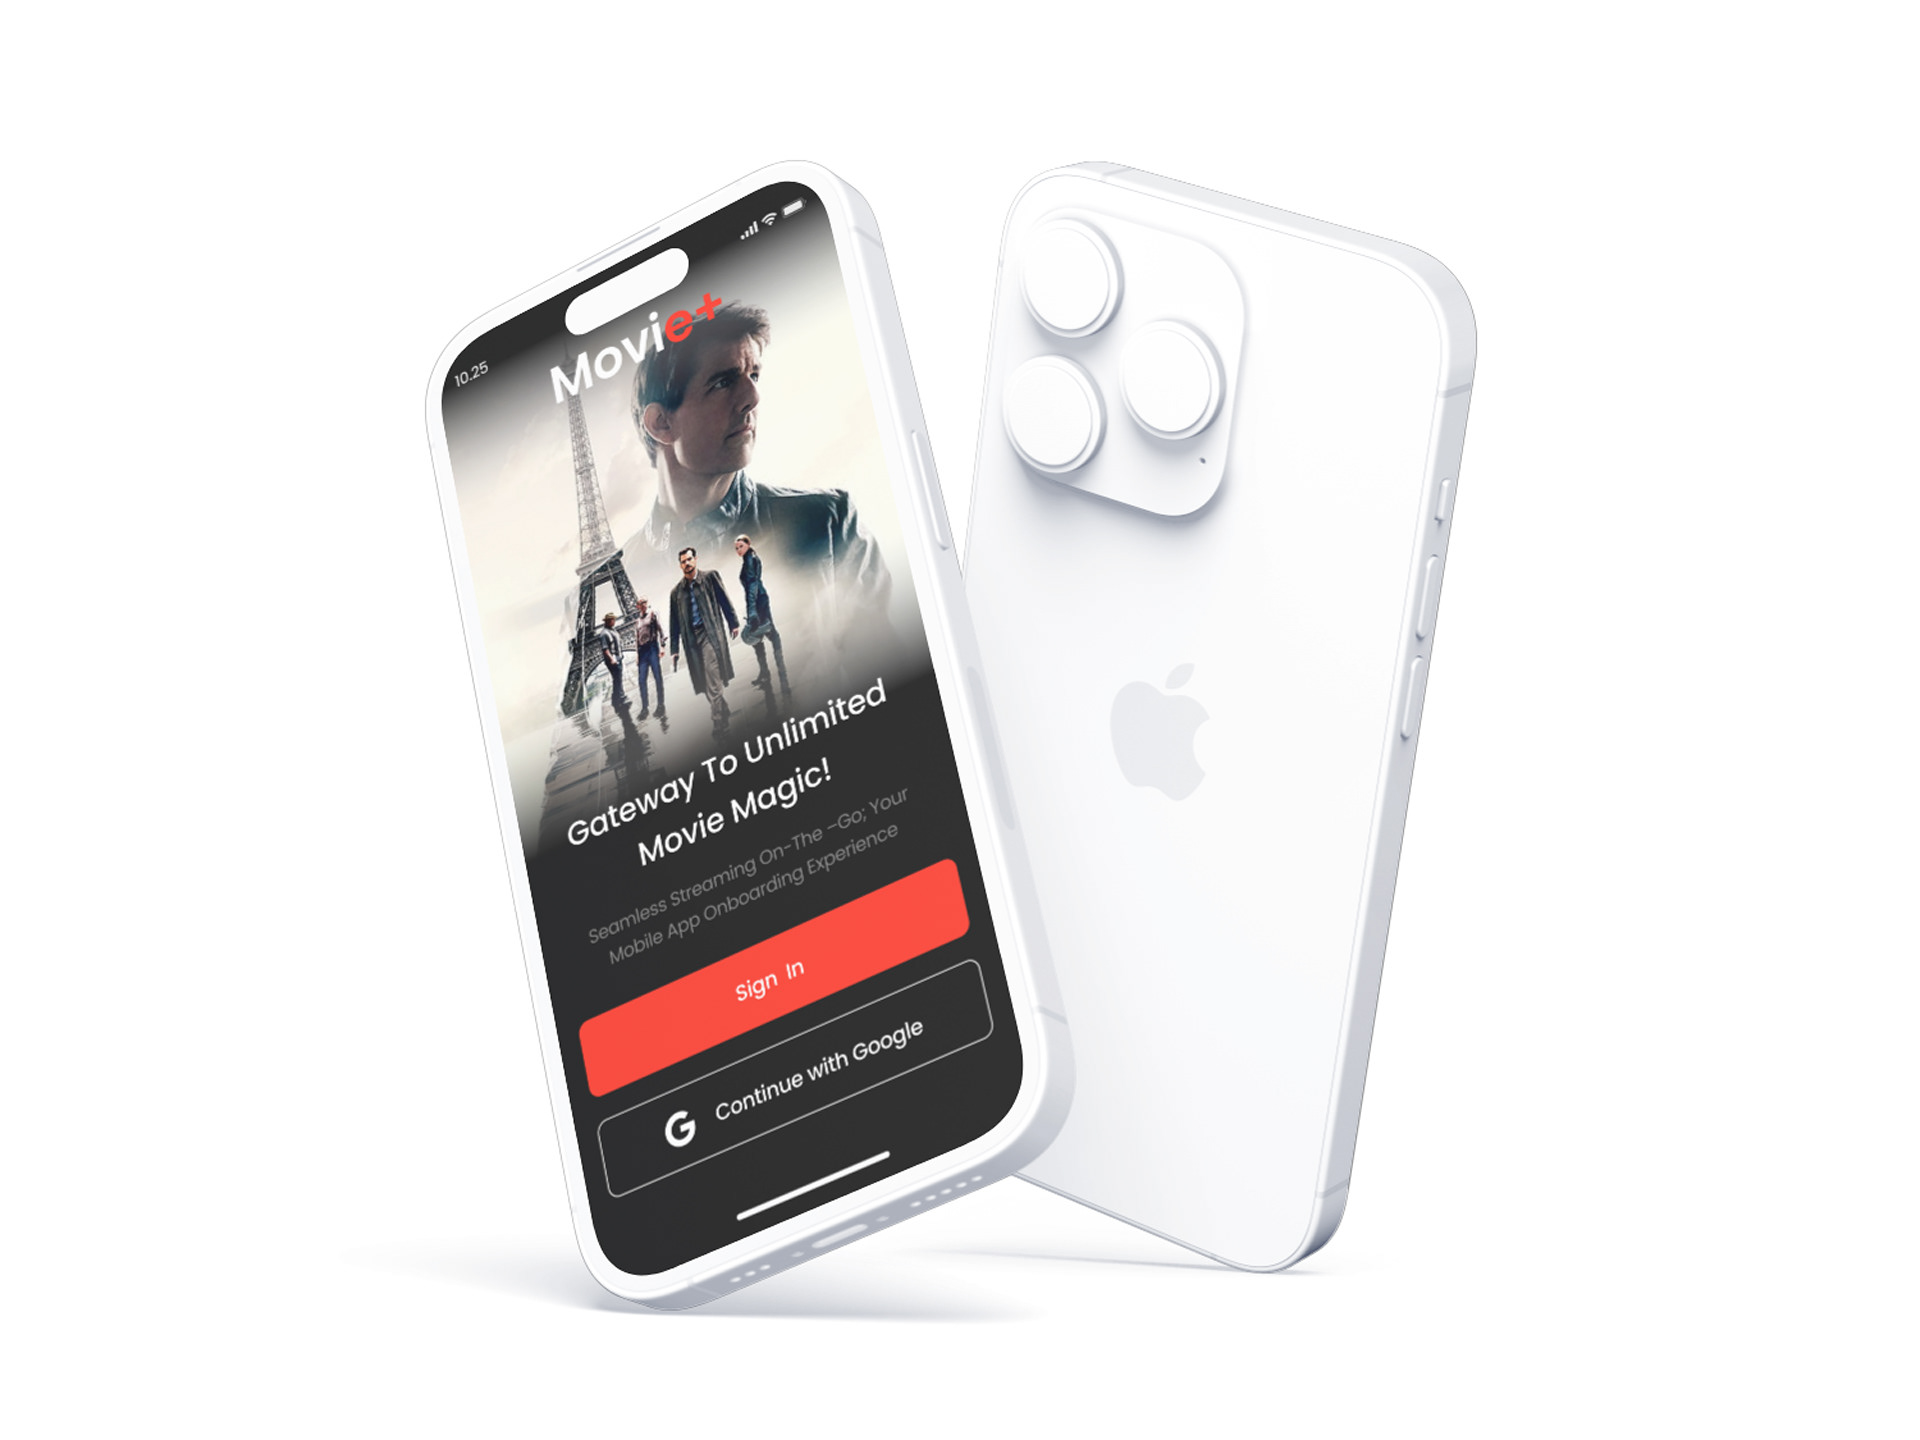 10.25
Movie+
Gateway To Unlimited
Movie Magic!
Seamless Streaming On-The -Go; Your
Mobile App Onboarding Experience
Sign In
G Continue with Google